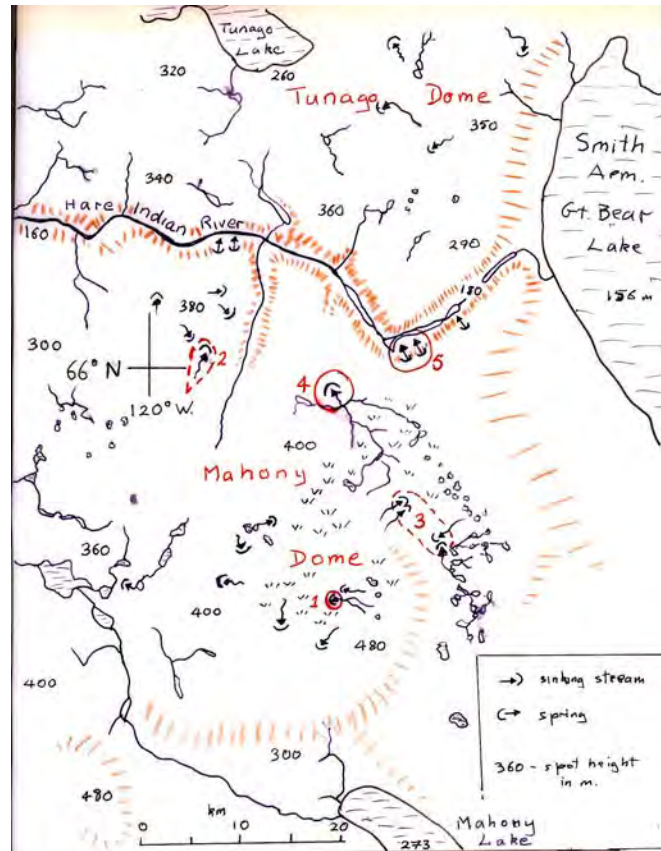 Tunago
Lake
320
260
Tunago Dome
350
Smith
Arm.
Gt. Bear
Lake
156 m
340
Hare Indian River
360
160
290
180
380
300
2
66° N
120° W.
5
4
400
Mahony
3
360
Dome
1
400
480
400
300
480
km
0 10 20
273
Mahony
Lake
sinking stream
spring
360 - spot height
in m.